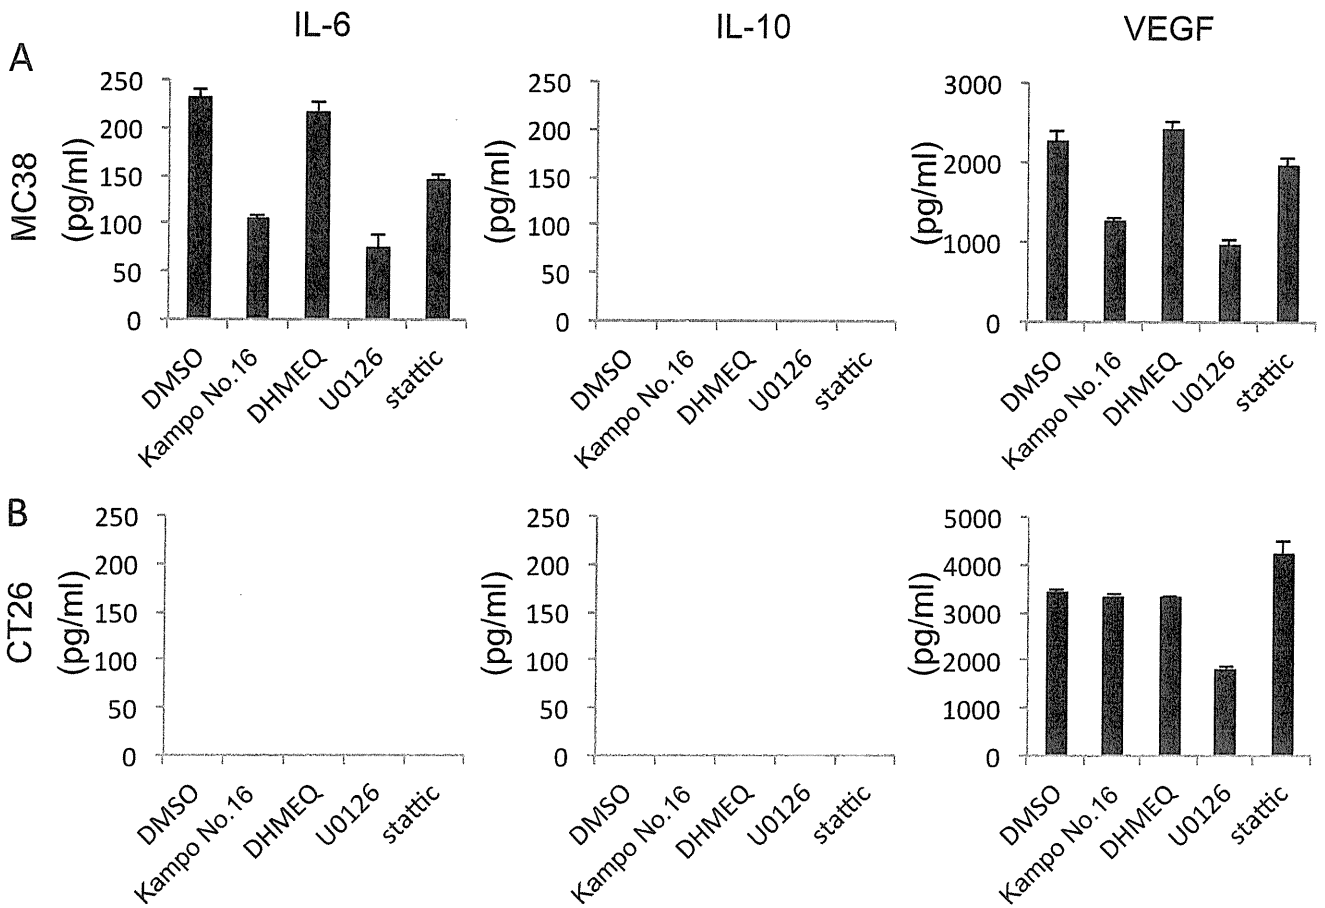 IL-6 IL-10 VEGF
A
MC38
(pg/ml)
250
200
150
100
50
0
DMSO
Kampo No.16
DHMEQ
U0126
stattic
(pg/ml)
250
200
150
100
50
0
DMSO
Kampo No.16
DHMEQ
U0126
stattic
(pg/ml)
3000
2000
1000
0
DMSO
Kampo No.16
DHMEQ
U0126
stattic
B
CT26
(pg/ml)
250
200
150
100
50
0
DMSO
Kampo No.16
DHMEQ
U0126
stattic
(pg/ml)
250
200
150
100
50
0
DMSO
Kampo No.16
DHMEQ
U0126
stattic
(pg/ml)
5000
4000
3000
2000
1000
0
DMSO
Kampo No.16
DHMEQ
U0126
stattic